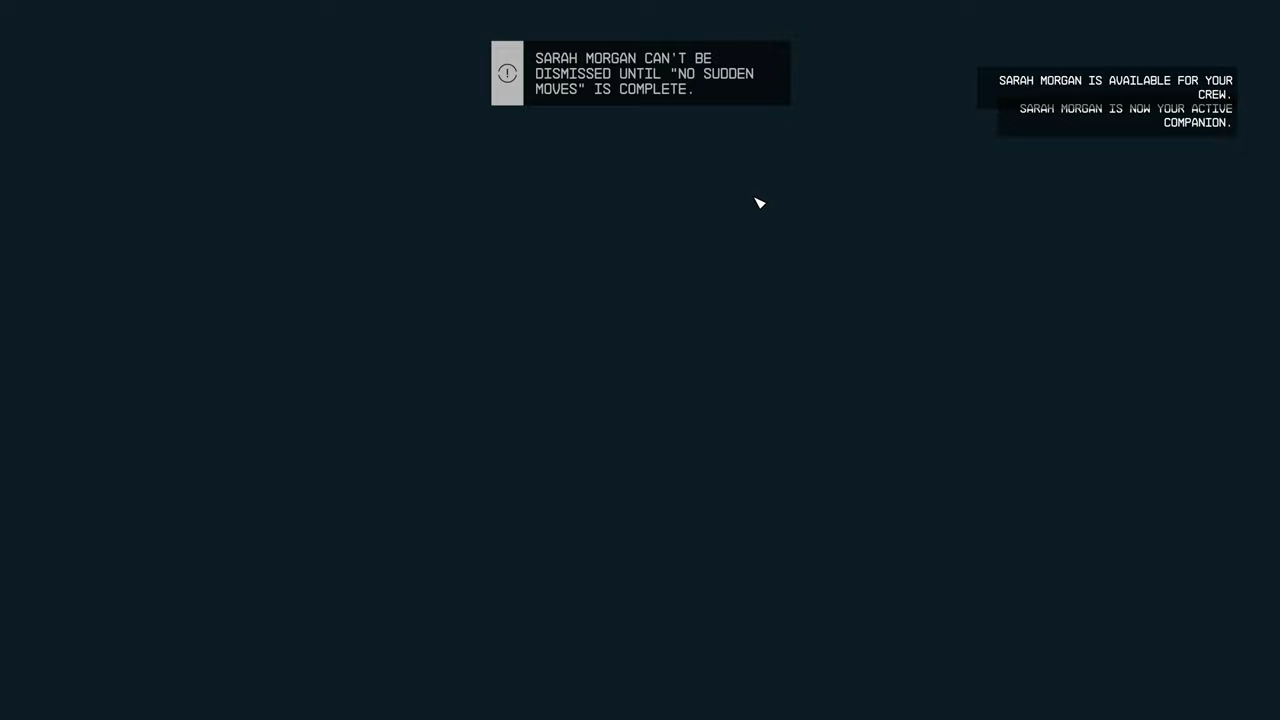 SARAH MORGAN CAN'T BE
DISMISSED UNTIL "NO SUDDEN
MOVES" IS COMPLETE.
SARAH MORGAN IS AVAILABLE FOR YOUR
CREW.
SARAH MORGAN IS NOW YOUR ACTIVE
COMPANION.